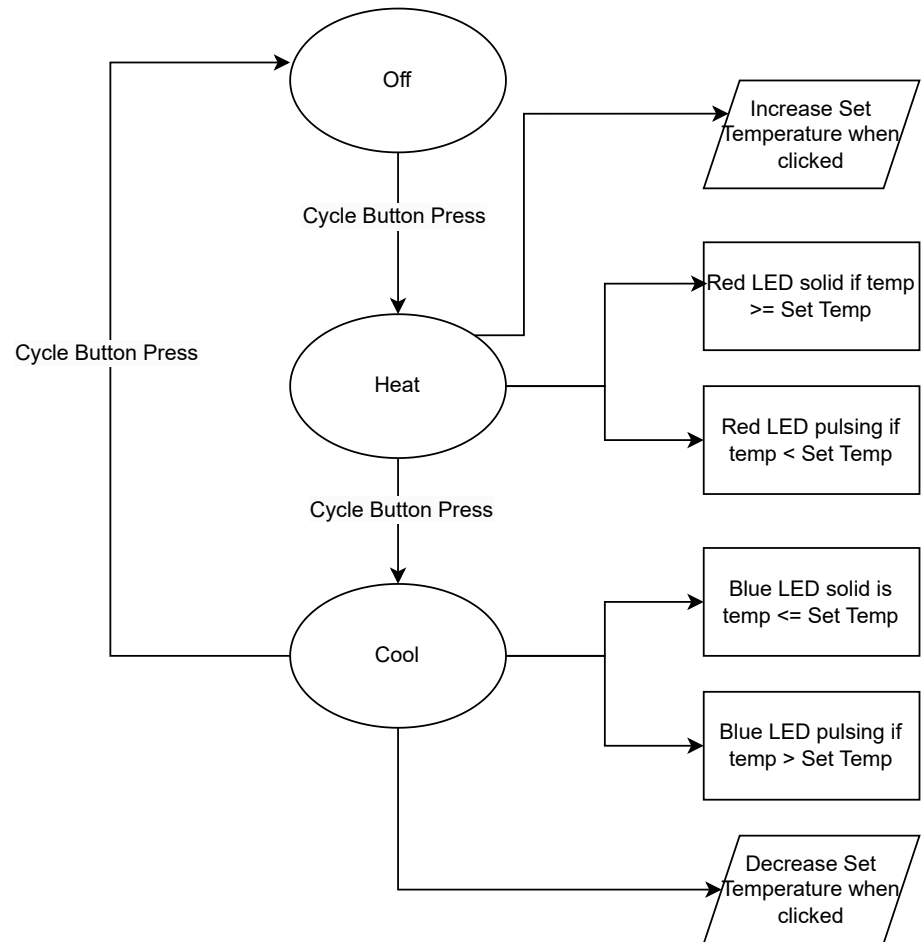 Off
Increase Set
Temperature when
clicked
Cycle Button Press
Red LED solid if temp
>= Set Temp
Cycle Button Press
Heat
Red LED pulsing if
temp < Set Temp
Cycle Button Press
Blue LED solid is
temp <= Set Temp
Cool
Blue LED pulsing if
temp > Set Temp
Decrease Set
Temperature when
clicked